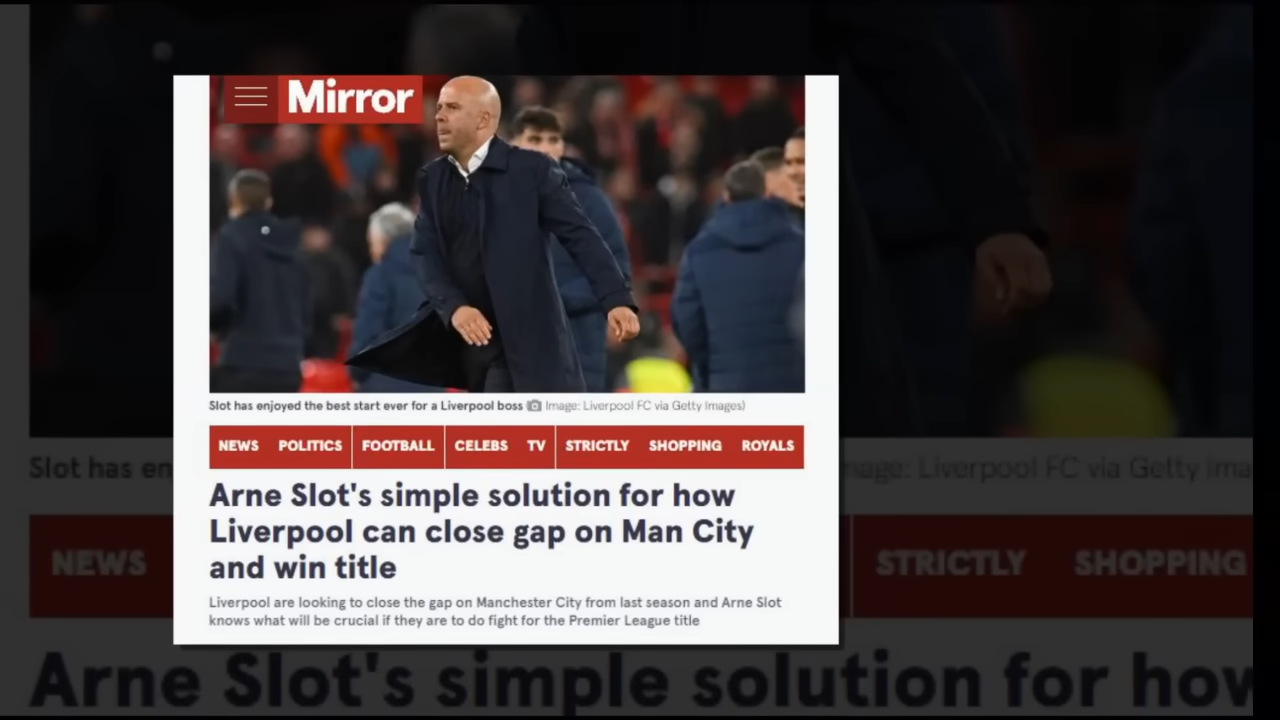 Mirror
Slot has enjoyed the best start ever for a Liverpool boss Image: Liverpool FC via Getty Images)
NEWS POLITICS FOOTBALL CELEBS TV STRICTLY SHOPPING ROYALS
Arne Slot's simple solution for how
Liverpool can close gap on Man City
and win title
Liverpool are looking to close the gap on Manchester City from last season and Arne Slot
knows what will be crucial if they are to do fight for the Premier League title
Slot has en mage: Liverpool FC via Getty Ima
NEWS STRICTLY SHOPPING
Arne Slot's simple solution for how